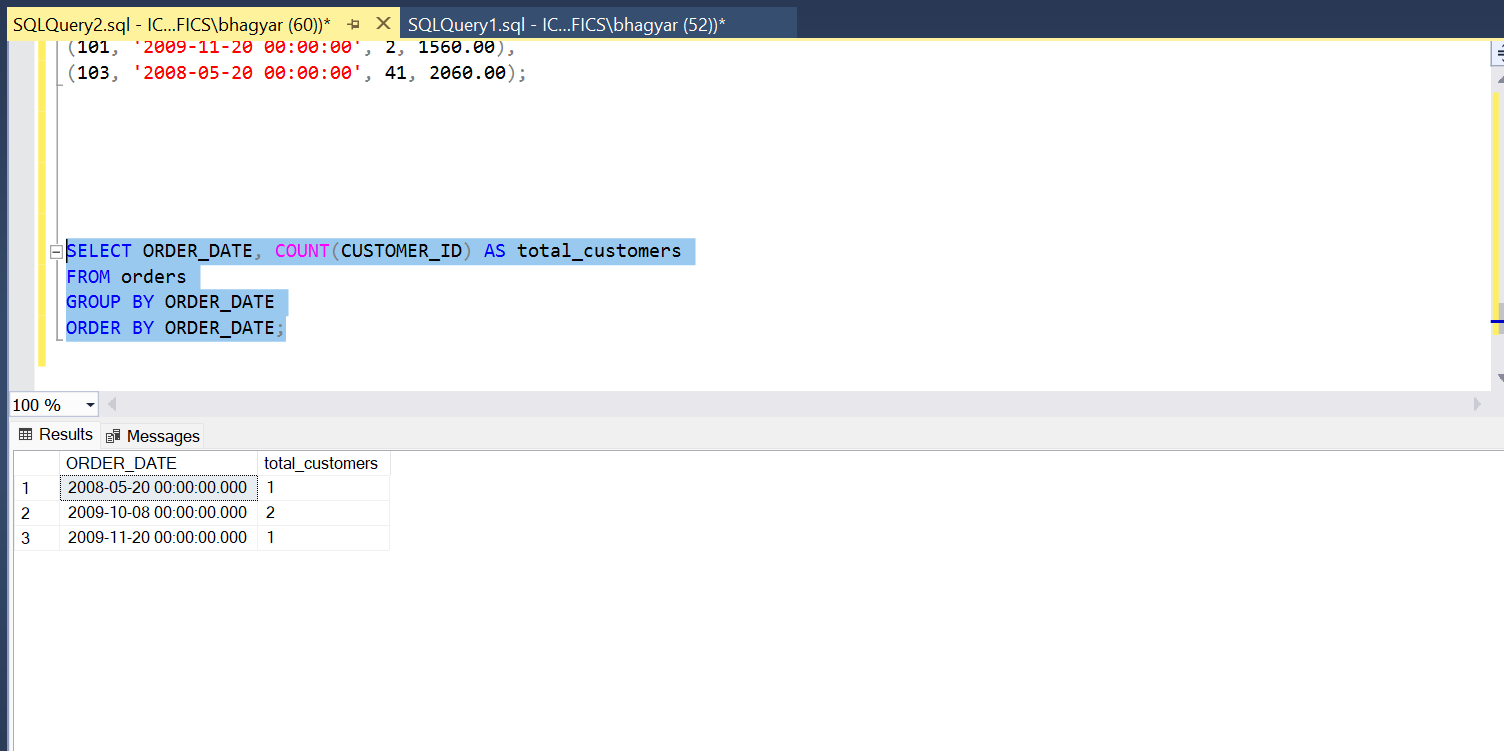 SQLQuery2.sql - IC...FICS\bhagyar (60))* SQLQuery1.sql - IC...FICS\bhagyar (52))*
(101, '2009-11-20 00:00:00', 2, 1560.00),
(103, '2008-05-20 00:00:00', 41, 2060.00);
SELECT ORDER_DATE, COUNT(CUSTOMER_ID) AS total_customers
FROM orders
GROUP BY ORDER_DATE
ORDER BY ORDER_DATE;
100 %
Results Messages
ORDER_DATE total_customers
1 2008-05-20 00:00:00.000 1
2 2009-10-08 00:00:00.000 2
3 2009-11-20 00:00:00.000 1